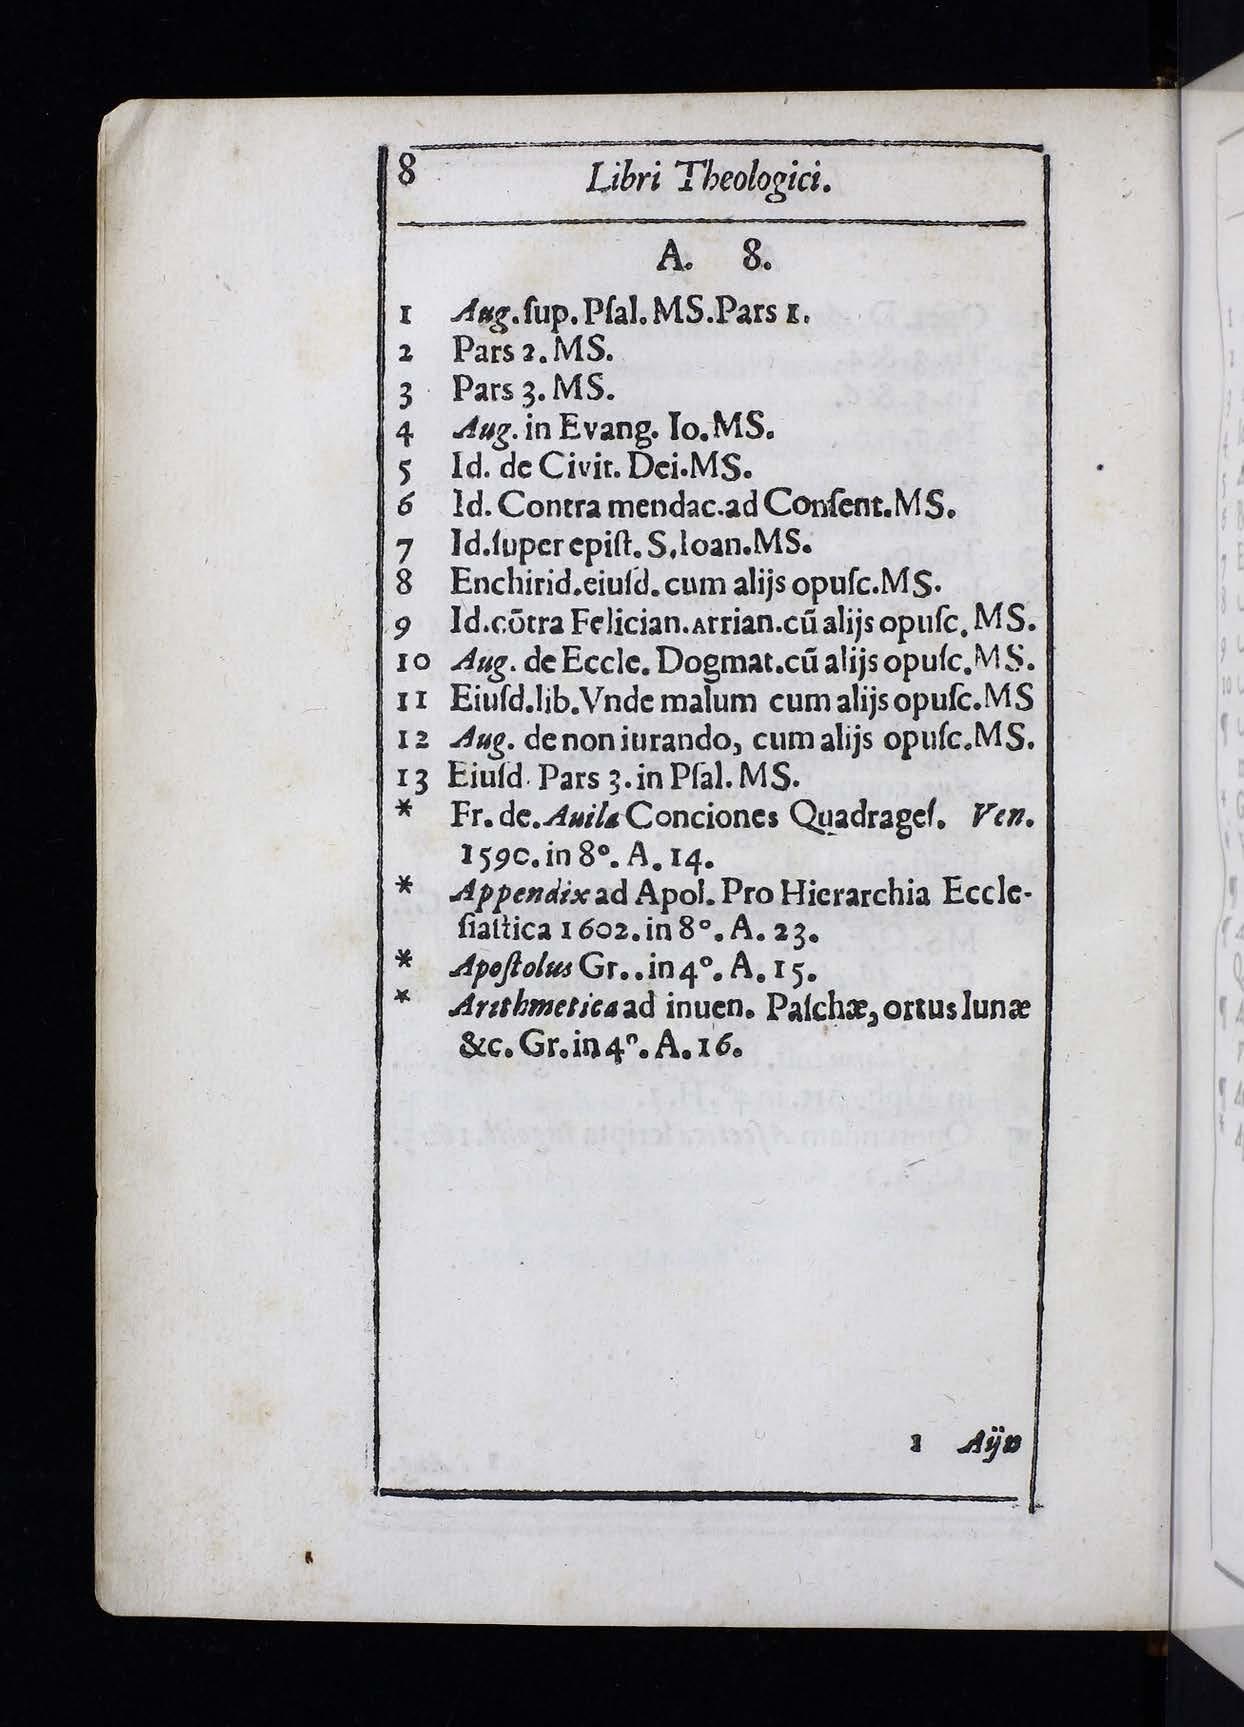 8 Libri Theologici.
A. 8.
1 Aug. ſup. Pſal. MS. Pars 1.
2 Pars 2. MS.
3 Pars 3. MS.
4 Aug. in Evang. Io. MS.
5 Id. de Civit. Dei. MS.
6 Id. Contra mendac. ad Conſent. MS.
7 Id. ſuper epiſt. S. Ioan. MS.
8 Enchirid. eiuſd. cum alijs opuſc. MS.
9 Id. cōtra Felician. Arrian. cū alijs opuſc. MS.
10 Aug. de Eccle. Dogmat. cū alijs opuſc. MS.
11 Eiuſd. lib. Vnde malum cum alijs opuſc. MS
12 Aug. de non iurando, cum alijs opuſc. MS.
13 Eiuſd. Pars 3. in Pſal. MS.
* Fr. de. Auila Conciones Quadrageſ. Ven.
1590. in 8°. A. 14.
* Appendix ad Apol. Pro Hierarchia Eccle-
ſiaſtica 1602. in 8°. A. 23.
* Apoſtolus Gr. . in 4°. A. 15.
* Arithmetica ad inuen. Paſchæ, ortus lunæ
&c. Gr. in 4°. A. 16.
1